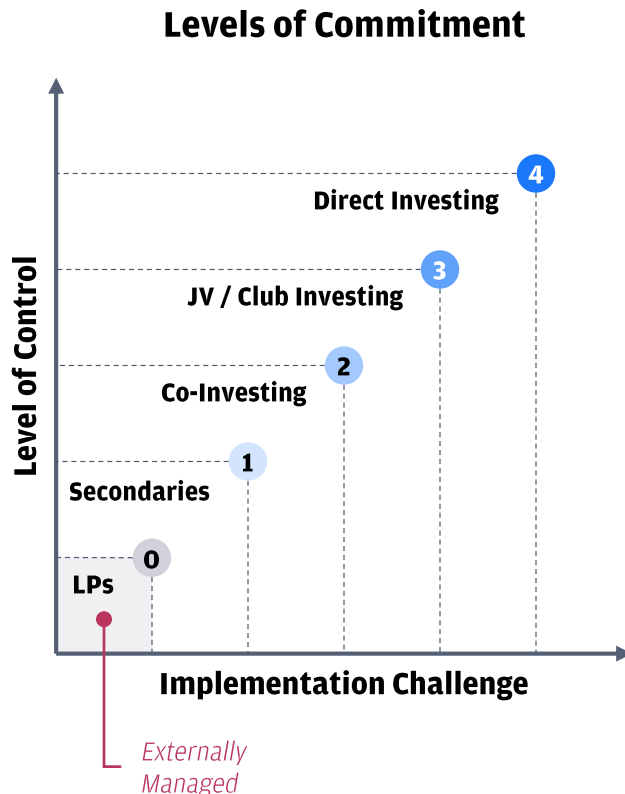 Levels of Commitment
4
Direct Investing
3
JV / Club Investing
2
Co-Investing
1
Secondaries
0
LPs
Level of Control
Implementation Challenge
Externally
Managed